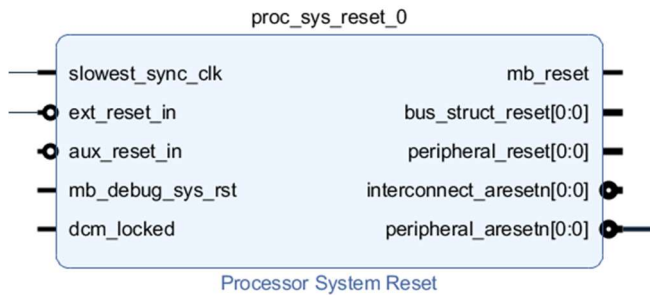 proc_sys_reset_0
slowest_sync_clk
mb_reset
ext_reset_in
bus_struct_reset[0:0]
aux_reset_in
peripheral_reset[0:0]
mb_debug_sys_rst
interconnect_aresetn[0:0]
dcm_locked
peripheral_aresetn[0:0]
Processor System Reset